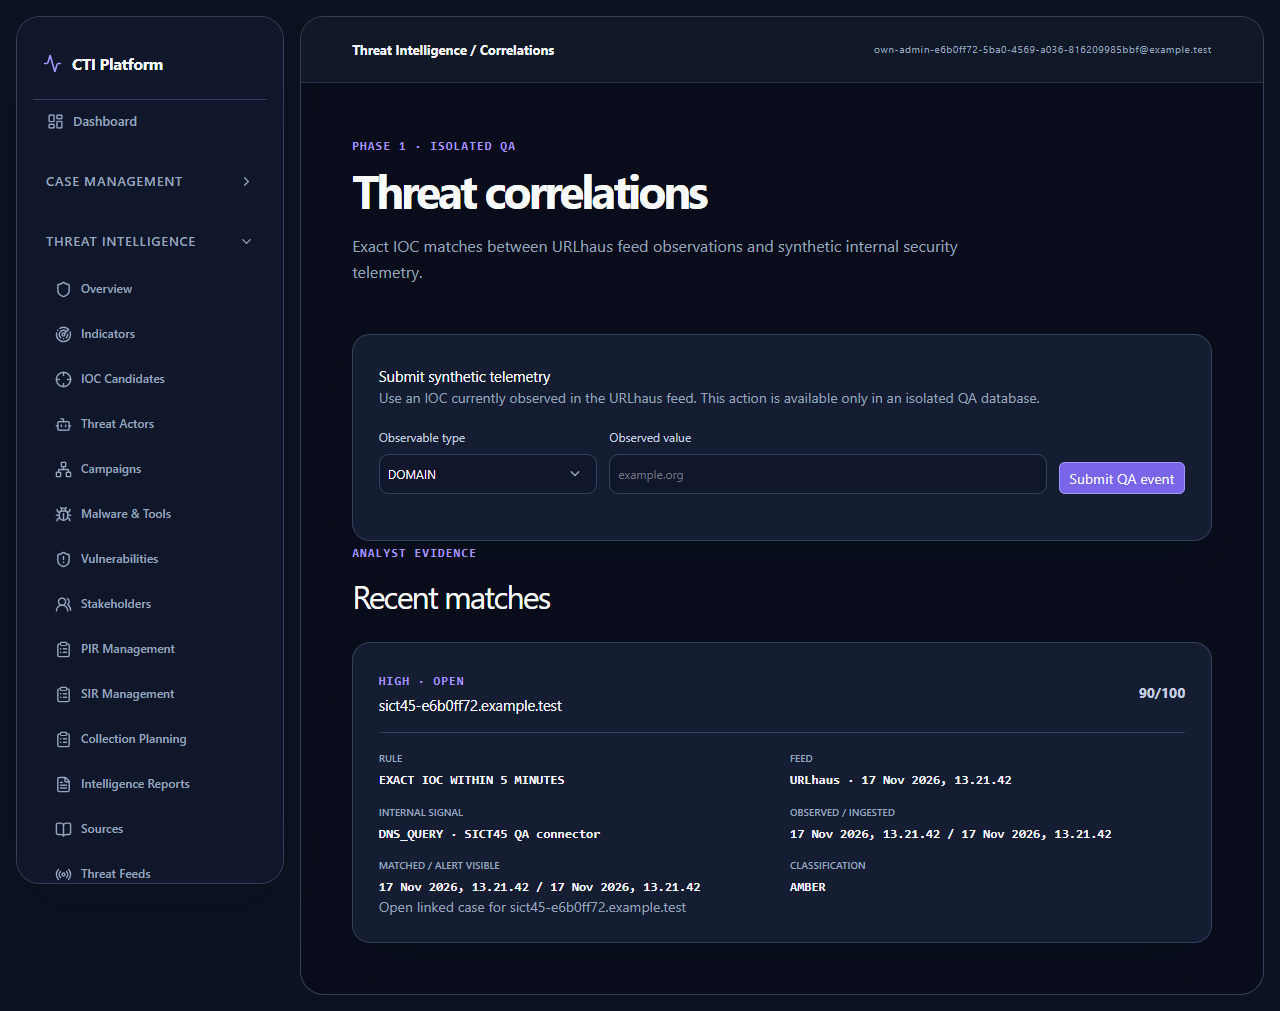 CTI Platform
Dashboard
CASE MANAGEMENT
THREAT INTELLIGENCE
Overview
Indicators
IOC Candidates
Threat Actors
Campaigns
Malware & Tools
Vulnerabilities
Stakeholders
PIR Management
SIR Management
Collection Planning
Intelligence Reports
Sources
Threat Feeds
Threat Intelligence / Correlations
own-admin-e6b0ff72-5ba0-4569-a036-816209985bbf@example.test
PHASE 1 · ISOLATED QA
Threat correlations
Exact IOC matches between URLhaus feed observations and synthetic internal security
telemetry.
Submit synthetic telemetry
Use an IOC currently observed in the URLhaus feed. This action is available only in an isolated QA database.
Observable type
Observed value
DOMAIN
example.org
Submit QA event
ANALYST EVIDENCE
Recent matches
HIGH · OPEN
sict45-e6b0ff72.example.test
90/100
RULE
EXACT IOC WITHIN 5 MINUTES
FEED
URLhaus · 17 Nov 2026, 13.21.42
INTERNAL SIGNAL
DNS_QUERY · SICT45 QA connector
OBSERVED / INGESTED
17 Nov 2026, 13.21.42 / 17 Nov 2026, 13.21.42
MATCHED / ALERT VISIBLE
17 Nov 2026, 13.21.42 / 17 Nov 2026, 13.21.42
CLASSIFICATION
AMBER
Open linked case for sict45-e6b0ff72.example.test